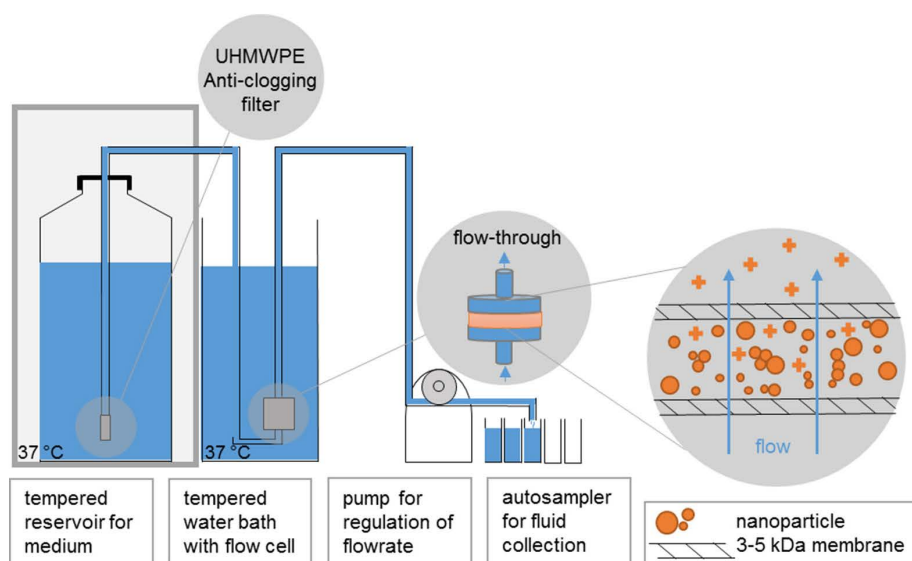 UHMWPE
Anti-clogging
filter
flow-through
flow
37 °C
37 °C
tempered
reservoir for
medium
tempered
water bath
with flow cell
pump for
regulation of
flowrate
autosampler
for fluid
collection
nanoparticle
3-5 kDa membrane